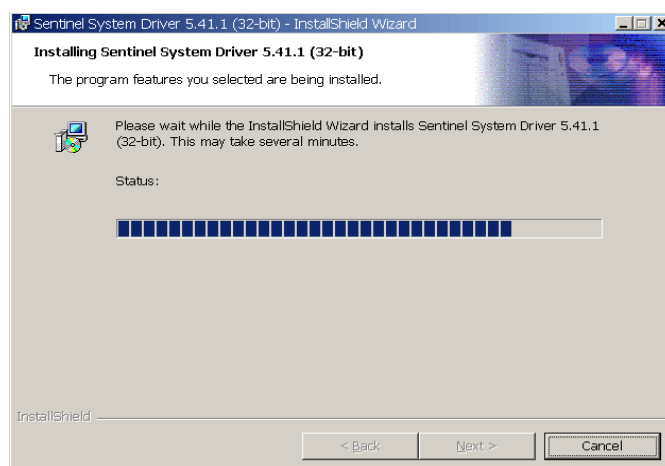 Sentinel System Driver 5.41.1 (32-bit) - InstallShield Wizard
Installing Sentinel System Driver 5.41.1 (32-bit)
The program features you selected are being installed.
Please wait while the InstallShield Wizard installs Sentinel System Driver 5.41.1
(32-bit). This may take several minutes.
Status:
InstallShield
< Back
Next >
Cancel